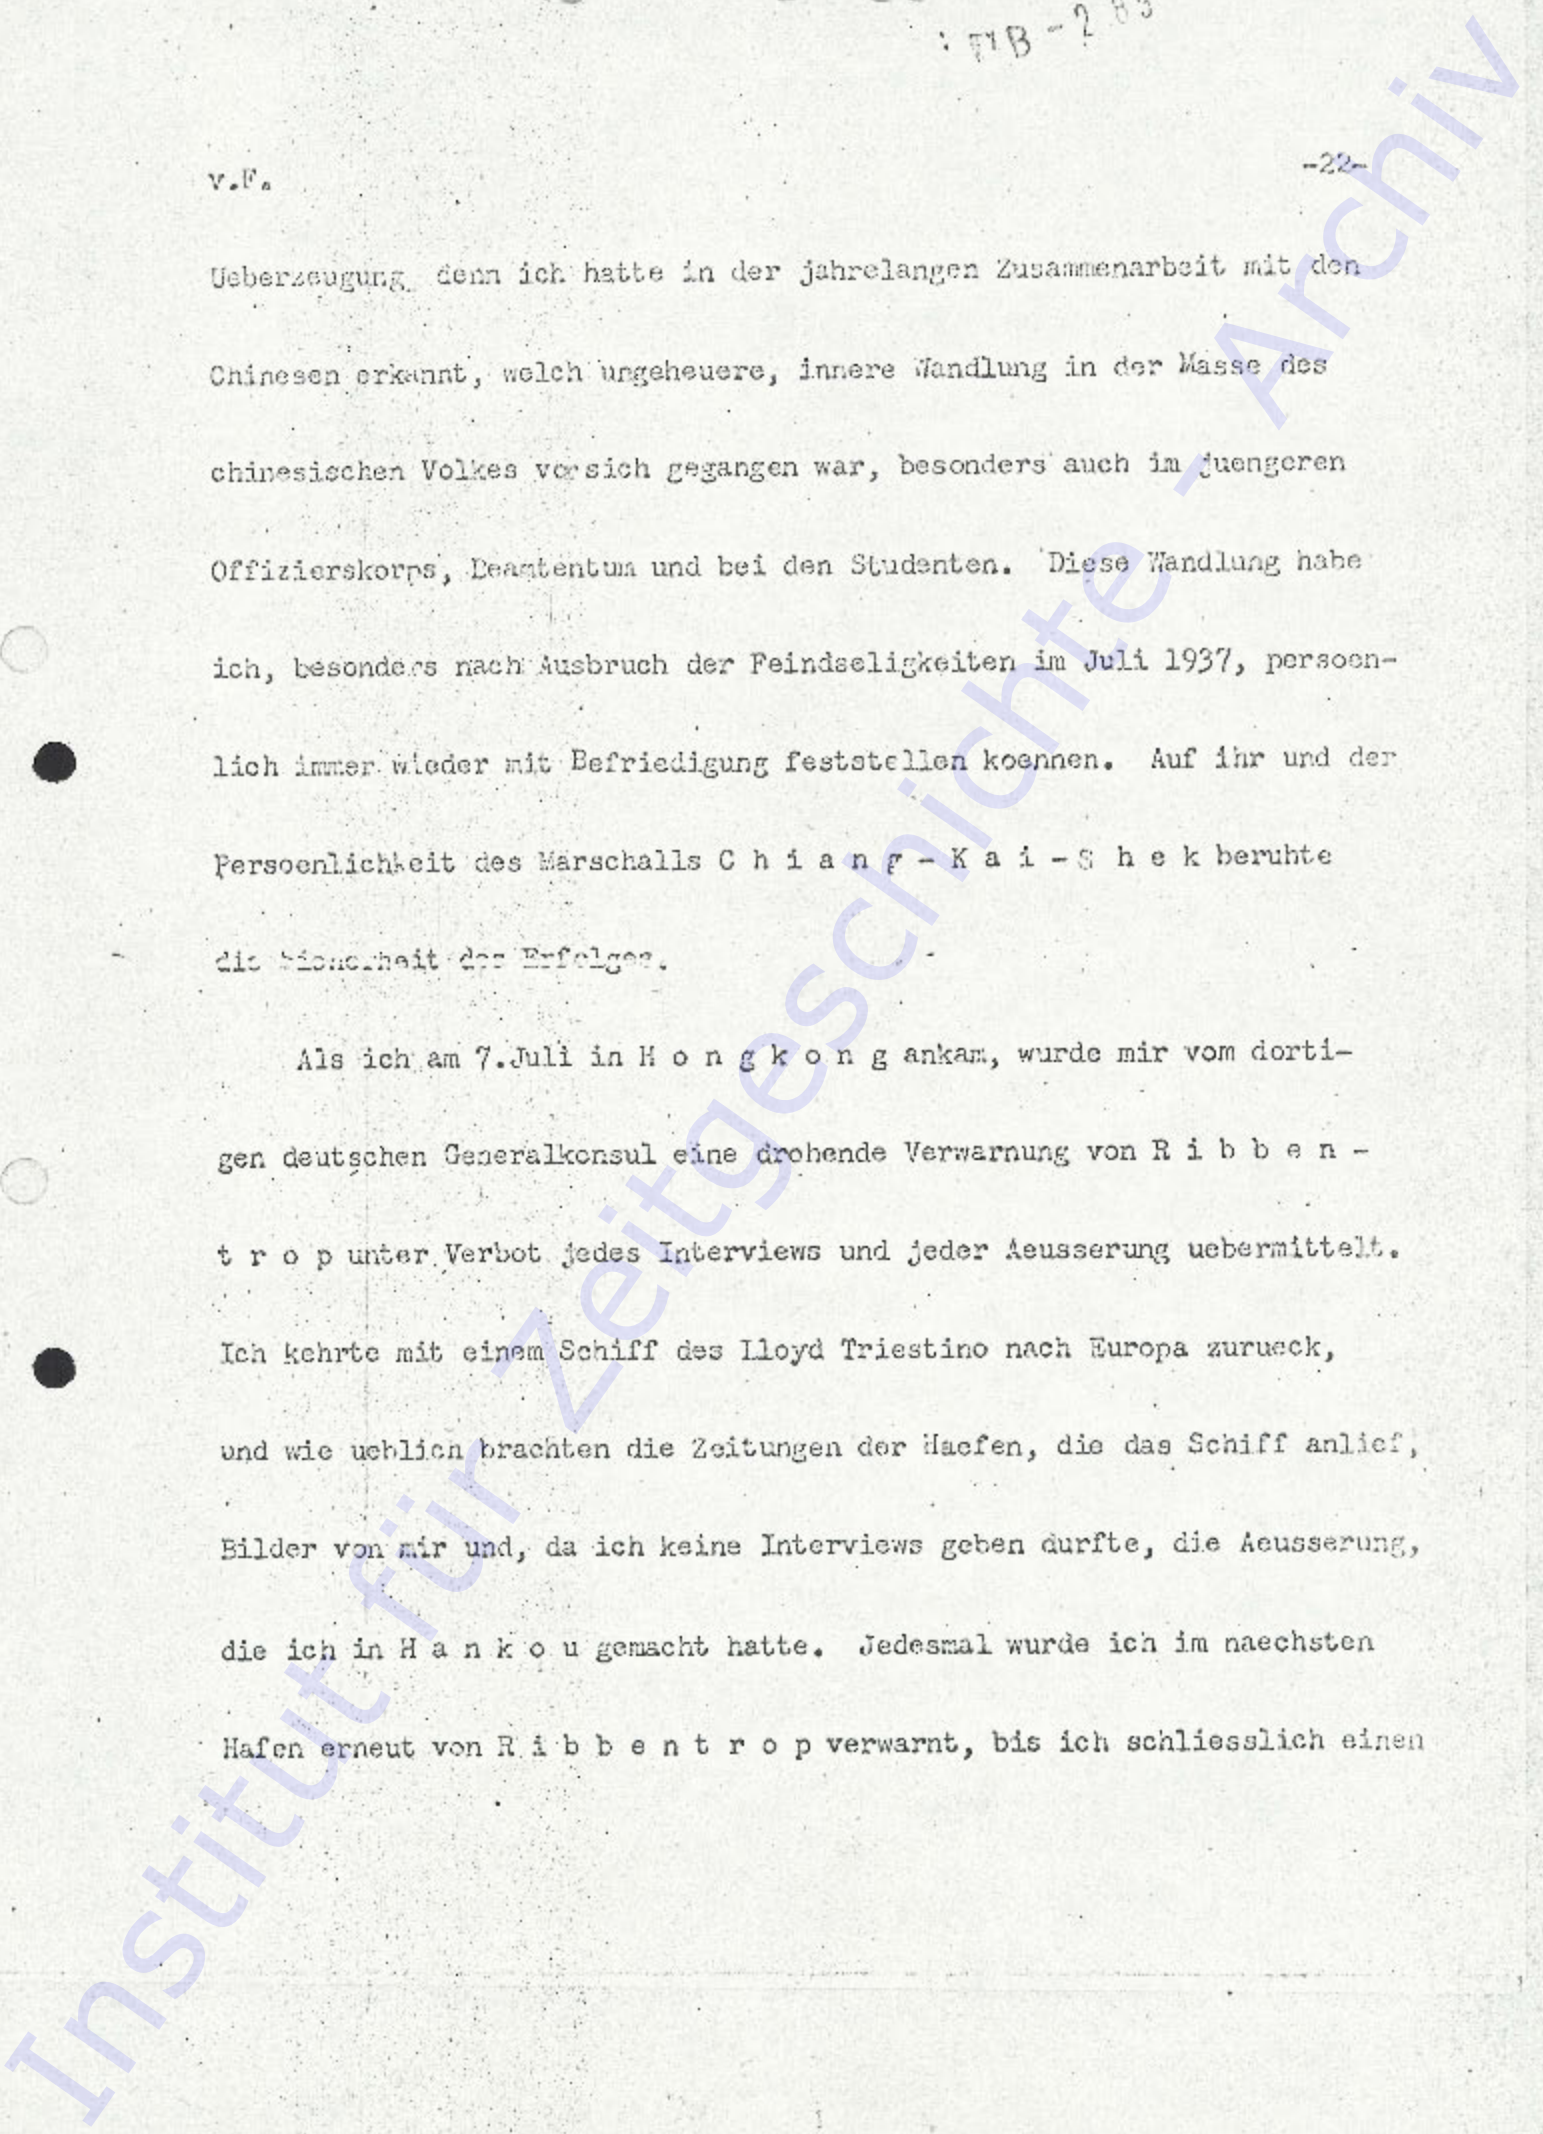 v.F.
-22-
Ueberzeugung denn ich hatte in der jahrelangen Zusammenarbeit mit den
Chinesen erkannt, welch ungeheuere, innere Wandlung in der Masse des
chinesischen Volkes vor sich gegangen war, besonders auch im juengeren
Offizierskorps, Beamtentum und bei den Studenten. Diese Wandlung habe
ich, besonders nach Ausbruch der Feindseligkeiten im Juli 1937, persoen-
lich immer wieder mit Befriedigung feststellen koennen. Auf ihr und der
Persoenlichkeit des Marschalls C h i a n g - K a i - S h e k beruhte
die Sicherheit des Erfolges.
Als ich am 7.Juli in H o n g k o n g ankam, wurde mir vom dorti-
gen deutschen Generalkonsul eine drohende Verwarnung von R i b b e n -
t r o p unter Verbot jedes Interviews und jeder Aeusserung uebermittelt.
Ich kehrte mit einem Schiff des Lloyd Triestino nach Europa zurueck,
und wie ueblich brachten die Zeitungen der Haefen, die das Schiff anlief,
Bilder von mir und, da ich keine Interviews geben durfte, die Aeusserung,
die ich in H a n k o u gemacht hatte. Jedesmal wurde ich im naechsten
Hafen erneut von R i b b e n t r o p verwarnt, bis ich schliesslich einen
Institut für Zeitgeschichte - Archiv